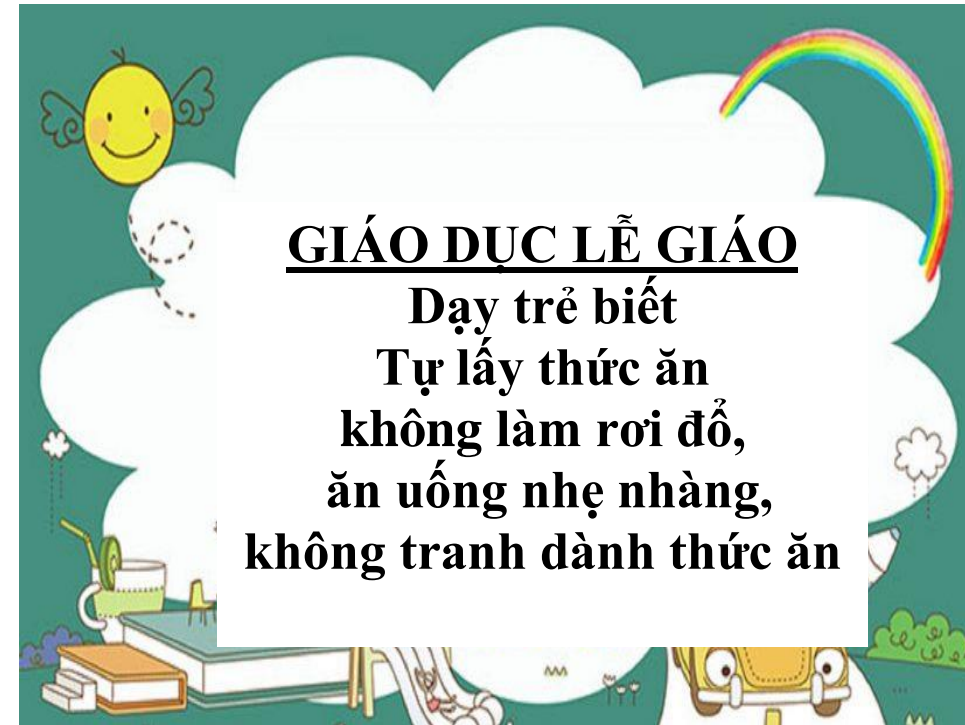 GIÁO DỤC LỄ GIÁO
Dạy trẻ biết
Tự lấy thức ăn
không làm rơi đổ,
ăn uống nhẹ nhàng,
không tranh dành thức ăn